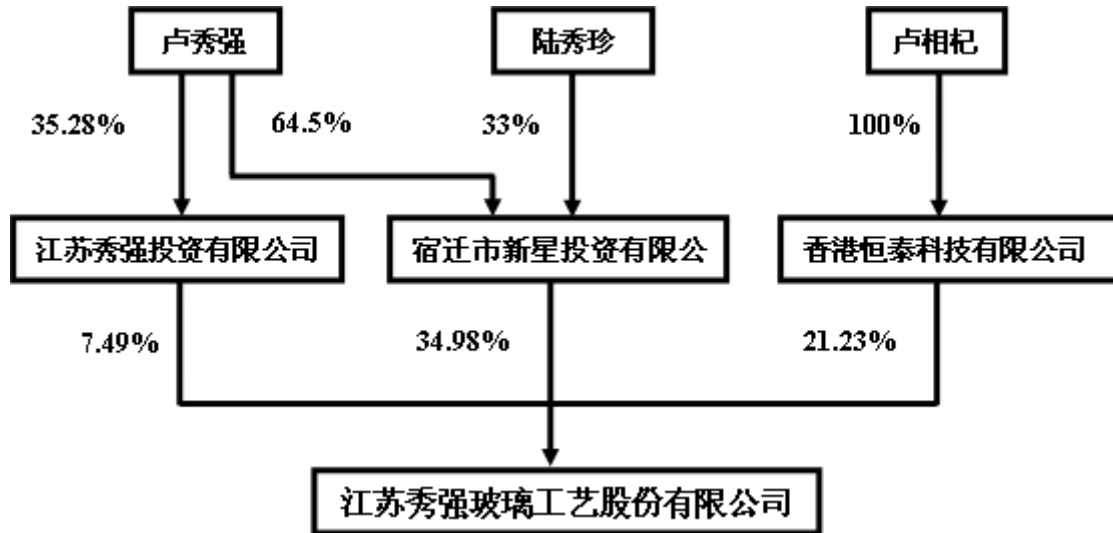 卢秀强
陆秀珍
卢相杞
35.28%
64.5%
33%
100%
江苏秀强投资有限公司
宿迁市新星投资有限公
香港恒泰科技有限公司
7.49%
34.98%
21.23%
江苏秀强玻璃工艺股份有限公司